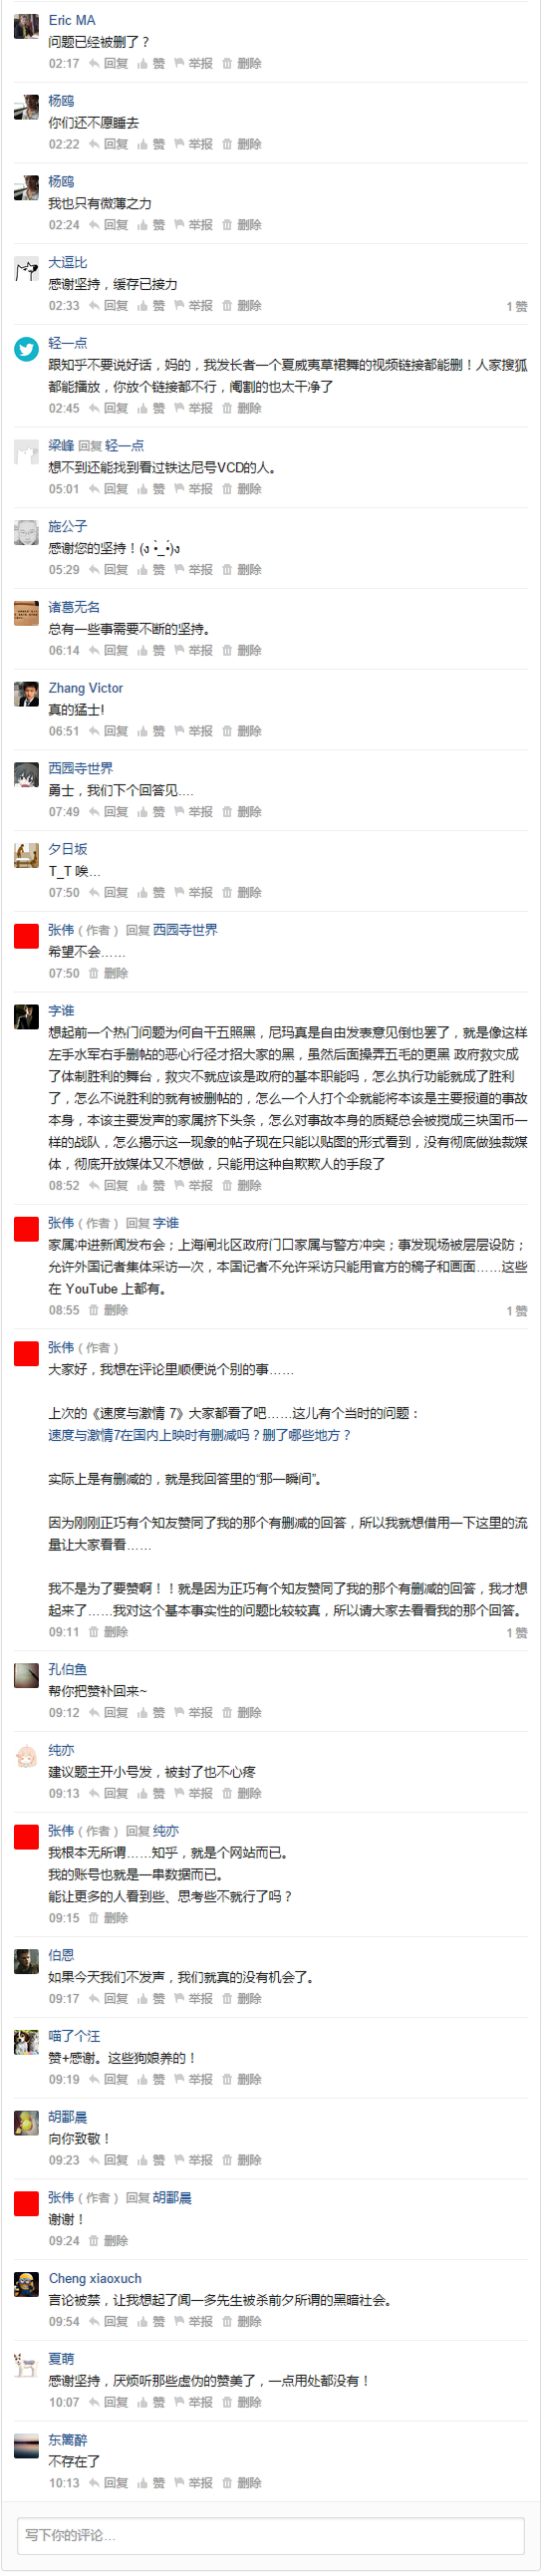 Eric MA
问题已经被删了？
02:17 回复 赞 举报 删除
杨鸥
你们还不愿睡去
02:22 回复 赞 举报 删除
杨鸥
我也只有微薄之力
02:24 回复 赞 举报 删除
大逗比
感谢坚持，缓存已接力
02:33 回复 赞 举报 删除 1 赞
轻一点
跟知乎不要说好话，妈的，我发长者一个夏威夷草裙舞的视频链接都能删！人家搜狐
都能播放，你放个链接都不行，阉割的也太干净了
02:45 回复 赞 举报 删除
梁峰 回复 轻一点
想不到还能找到看过铁达尼号VCD的人。
05:01 回复 赞 举报 删除
施公子
感谢您的坚持！(ง •̀_•́)ง
05:29 回复 赞 举报 删除
诸葛无名
总有一些事需要不断的坚持。
06:14 回复 赞 举报 删除
Zhang Victor
真的猛士!
06:51 回复 赞 举报 删除
西园寺世界
勇士，我们下个回答见....
07:49 回复 赞 举报 删除
夕日坂
T_T 唉...
07:50 回复 赞 举报 删除
张伟（作者） 回复 西园寺世界
希望不会……
07:50 删除
字谁
想起前一个热门问题为何自干五照黑，尼玛真是自由发表意见倒也罢了，就是像这样
左手水军右手删帖的恶心行径才招大家的黑，虽然后面操弄五毛的更黑 政府救灾成
了体制胜利的舞台，救灾不就应该是政府的基本职能吗，怎么执行功能就成了胜利
了，怎么不说胜利的就有被删帖的，怎么一个人打个伞就能将本该是主要报道的事故
本身，本该主要发声的家属挤下头条，怎么对事故本身的质疑总会被搅成三块国币一
样的战队，怎么揭示这一现象的帖子现在只能以贴图的形式看到，没有彻底做独裁媒
体，彻底开放媒体又不想做，只能用这种自欺欺人的手段了
08:52 回复 赞 举报 删除
张伟（作者） 回复 字谁
家属冲进新闻发布会；上海闸北区政府门口家属与警方冲突；事发现场被层层设防；
允许外国记者集体采访一次，本国记者不允许采访只能用官方的稿子和画面……这些
在 YouTube 上都有。
08:55 删除 1 赞
张伟（作者）
大家好，我想在评论里顺便说个别的事……
上次的《速度与激情 7》大家都看了吧……这儿有个当时的问题：
速度与激情7在国内上映时有删减吗？删了哪些地方？
实际上是有删减的，就是我回答里的“那一瞬间”。
因为刚刚正巧有个知友赞同了我的那个有删减的回答，所以我就想借用一下这里的流
量让大家看看……
我不是为了要赞啊！！就是因为正巧有个知友赞同了我的那个有删减的回答，我才想
起来了……我对这个基本事实性的问题比较较真，所以请大家去看看我的那个回答。
09:11 删除 1 赞
孔伯鱼
帮你把赞补回来~
09:12 回复 赞 举报 删除
纯亦
建议题主开小号发，被封了也不心疼
09:13 回复 赞 举报 删除
张伟（作者） 回复 纯亦
我根本无所谓……知乎，就是个网站而已。
我的账号也就是一串数据而已。
能让更多的人看到些、思考些不就行了吗？
09:15 删除
伯恩
如果今天我们不发声，我们就真的没有机会了。
09:17 回复 赞 举报 删除
喵了个汪
赞+感谢。这些狗娘养的！
09:19 回复 赞 举报 删除
胡鄙晨
向你致敬！
09:23 回复 赞 举报 删除
张伟（作者） 回复 胡鄙晨
谢谢！
09:24 删除
Cheng xiaoxuch
言论被禁，让我想起了闻一多先生被杀前夕所谓的黑暗社会。
09:54 回复 赞 举报 删除
夏萌
感谢坚持，厌烦听那些虚伪的赞美了，一点用处都没有！
10:07 回复 赞 举报 删除
东篱醉
不存在了
10:13 回复 赞 举报 删除
写下你的评论…